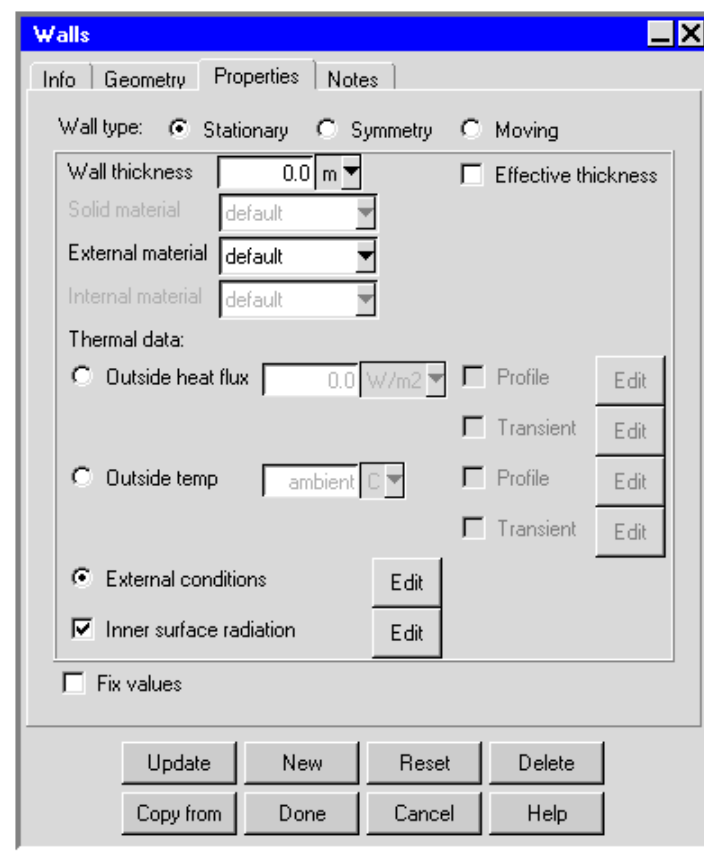 Walls
Info Geometry Properties Notes
Wall type: Stationary Symmetry Moving
Wall thickness 0.0 m Effective thickness
Solid material default
External material default
Internal material default
Thermal data:
Outside heat flux 0.0 W/m2 Profile Edit
Transient Edit
Outside temp ambient C Profile Edit
Transient Edit
External conditions Edit
Inner surface radiation Edit
Fix values
Update New Reset Delete
Copy from Done Cancel Help